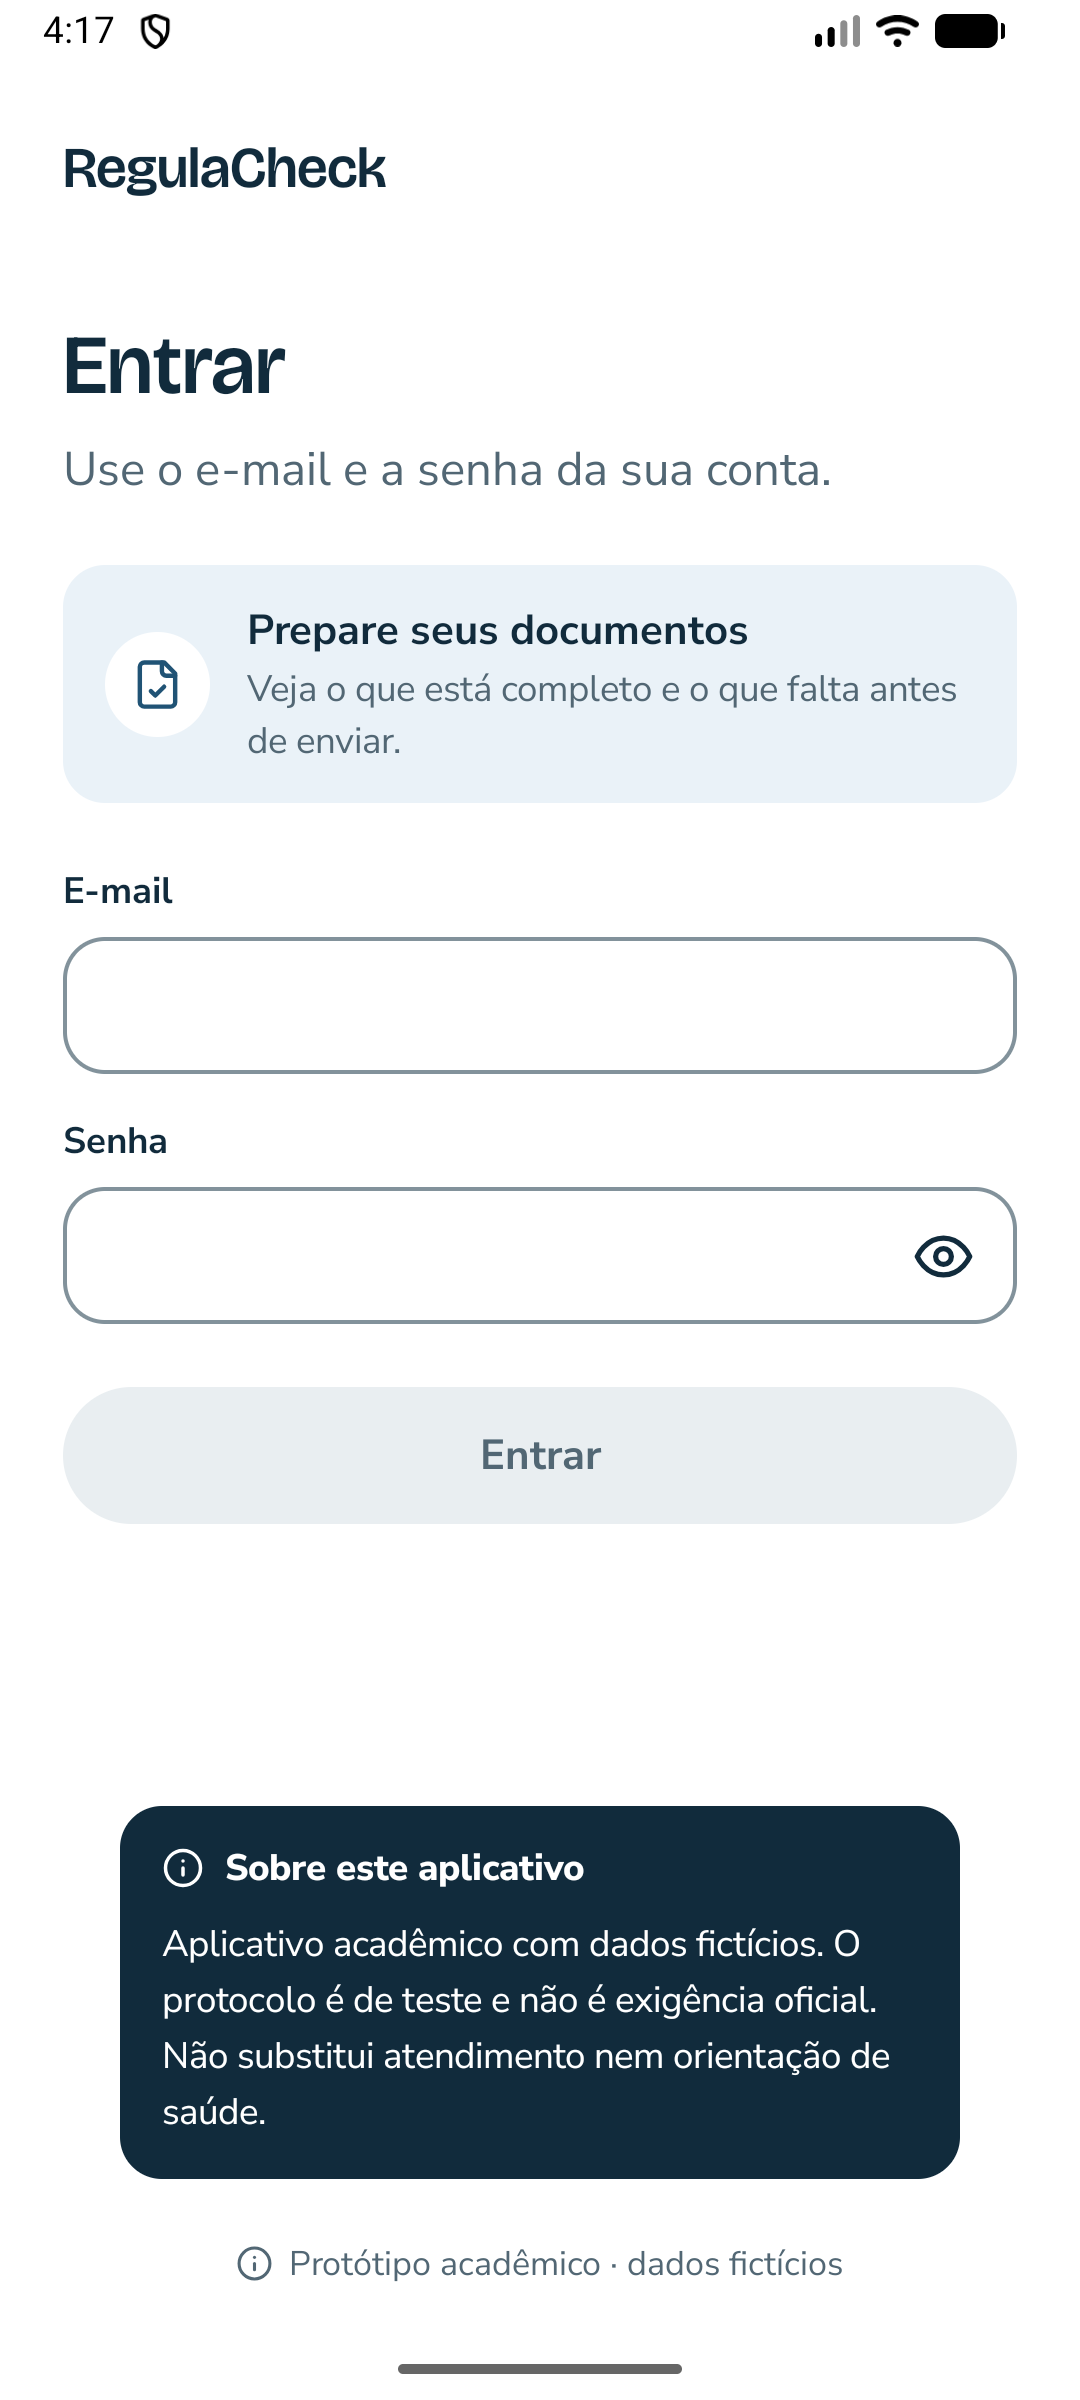 4:17
RegulaCheck
Entrar
Use o e-mail e a senha da sua conta.
Prepare seus documentos
Veja o que está completo e o que falta antes
de enviar.
E-mail
Senha
Entrar
Sobre este aplicativo
Aplicativo acadêmico com dados fictícios. O
protocolo é de teste e não é exigência oficial.
Não substitui atendimento nem orientação de
saúde.
Protótipo acadêmico · dados fictícios